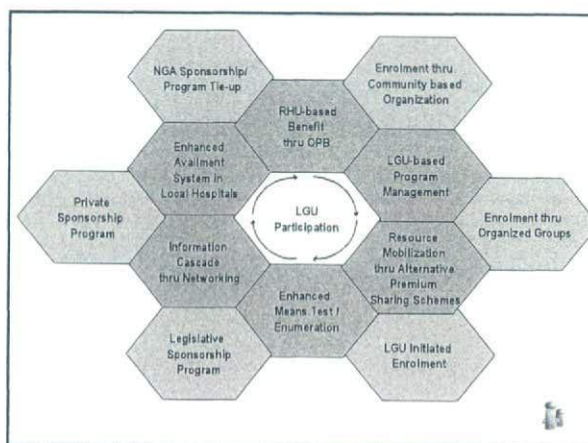 NGA Sponsorship/
Program Tie-up
Enrolment thru
Community based
Organization
RHU-based
Benefit
thru OPB
Enhanced
Availment
System in
Local Hospitals
LGU-based
Program
Management
Private
Sponsorship
Program
LGU
Participation
Enrolment thru
Organized Groups
Information
Cascade
thru Networking
Resource
Mobilization
thru Alternative
Premium
Sharing Schemes
Enhanced
Means Test /
Enumeration
Legislative
Sponsorship
Program
LGU Initiated
Enrolment